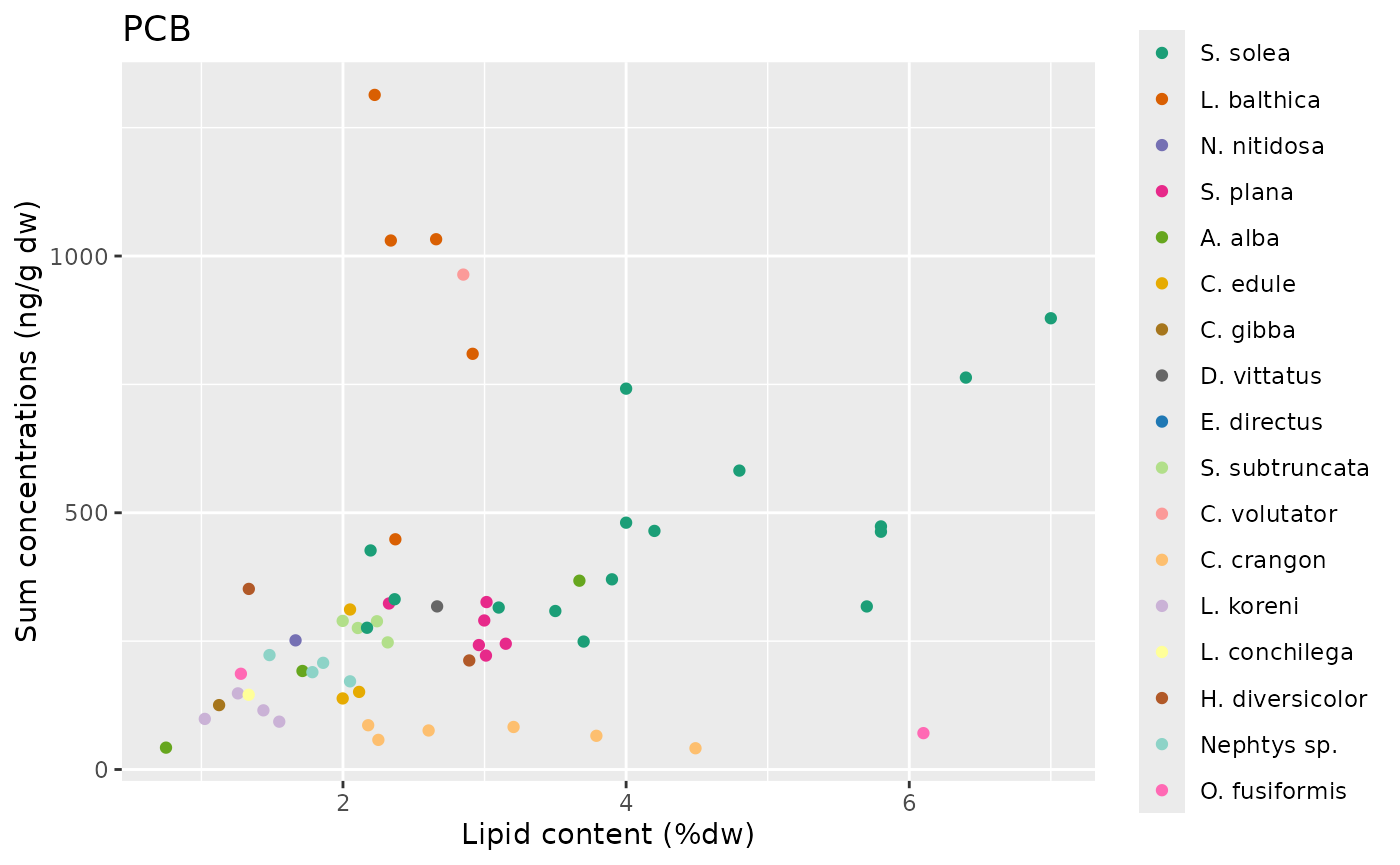 PCB
Sum concentrations (ng/g dw)
1000
500
0
2
4
6
Lipid content (%dw)
S. solea
L. balthica
N. nitidosa
S. plana
A. alba
C. edule
C. gibba
D. vittatus
E. directus
S. subtruncata
C. volutator
C. crangon
L. koreni
L. conchilega
H. diversicolor
Nephtys sp.
O. fusiformis